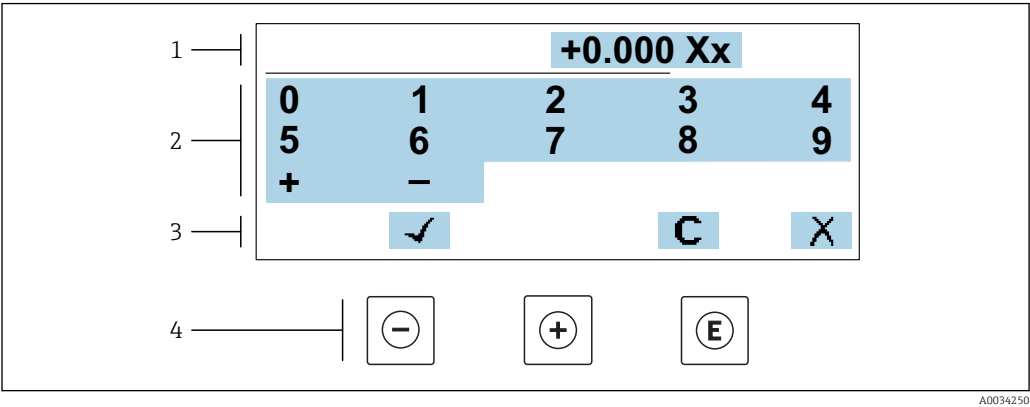 1 +0.000 Xx
0 1 2 3 4
2 5 6 7 8 9
+ −
3 ✓ C X
4 − + E
A0034250